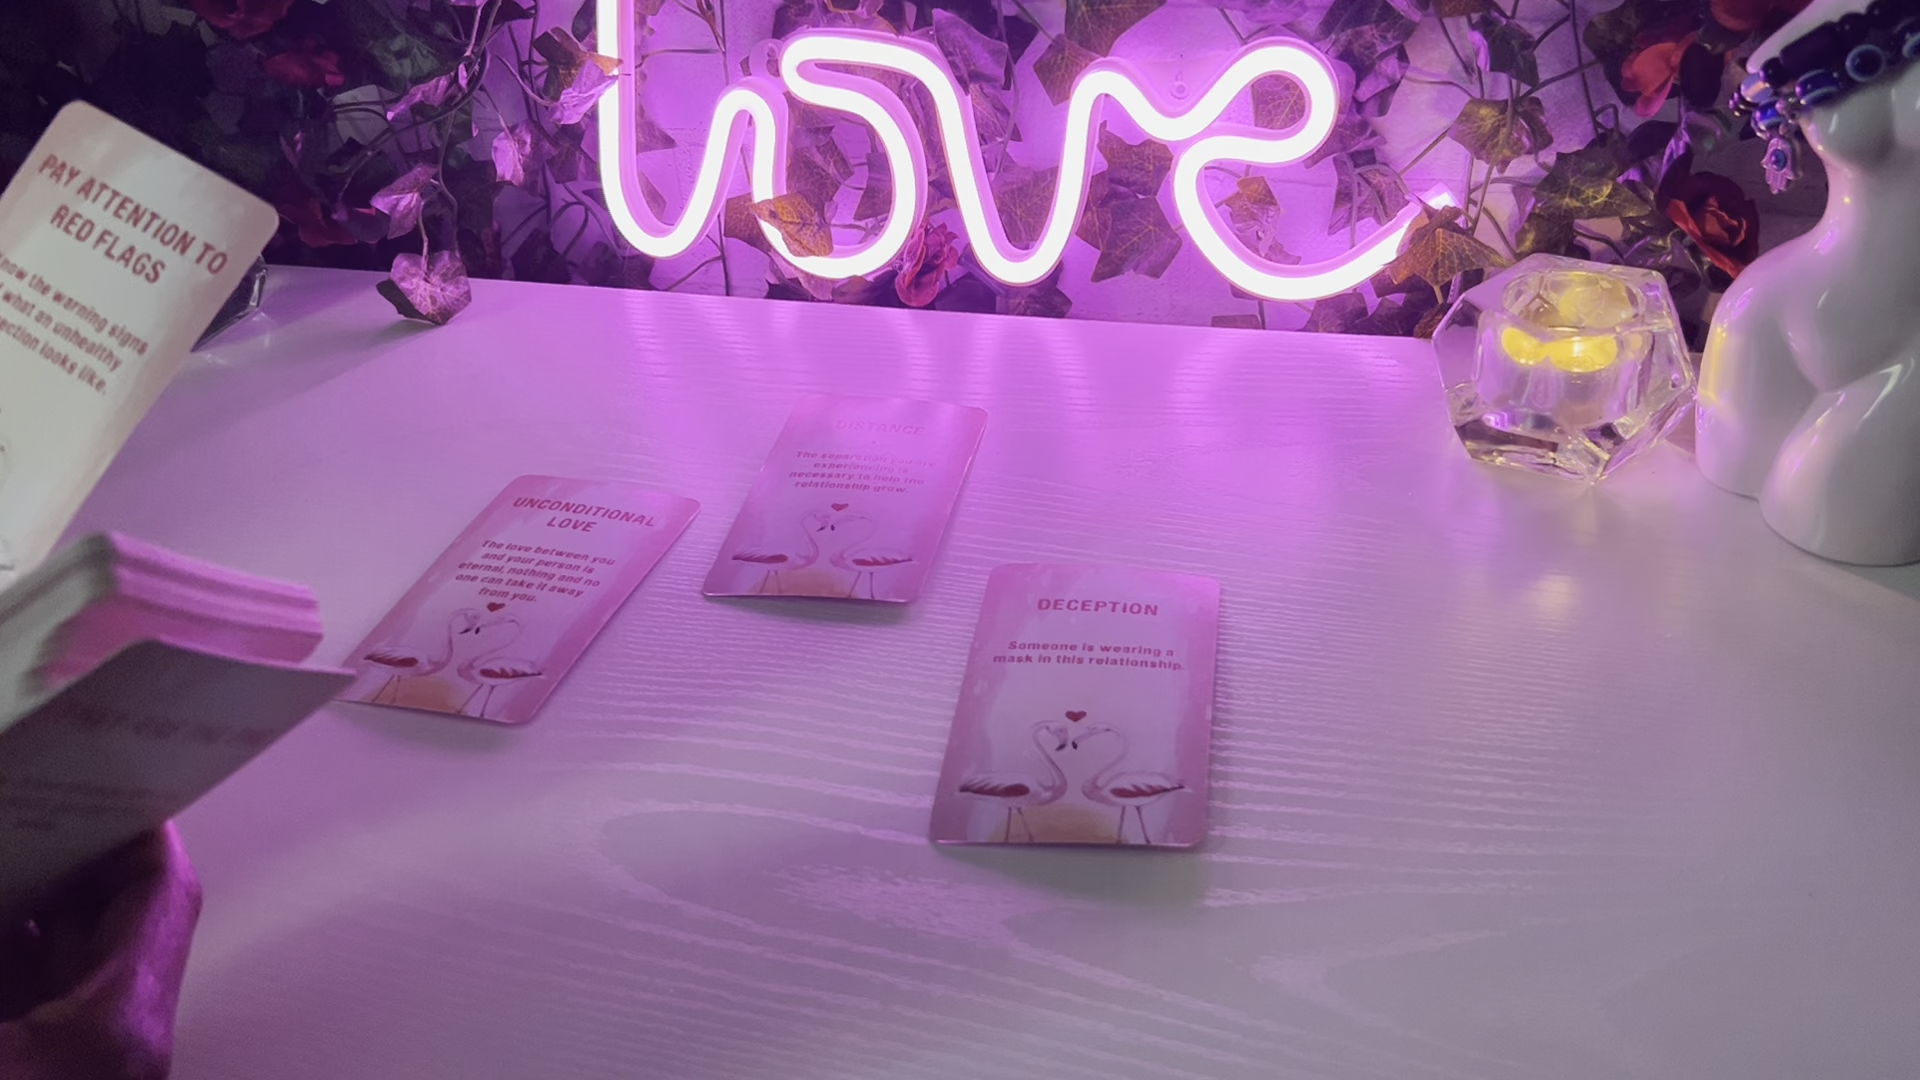 love
PAY ATTENTION TO
RED FLAGS
know the warning signs
what an unhealthy
looks like.
DISTANCE
The separation you are
experiencing is
necessary to help the
relationship grow.
UNCONDITIONAL
LOVE
The love between you
and your person is
eternal, nothing and no
one can take it away
from you.
DECEPTION
Someone is wearing a
mask in this relationship.